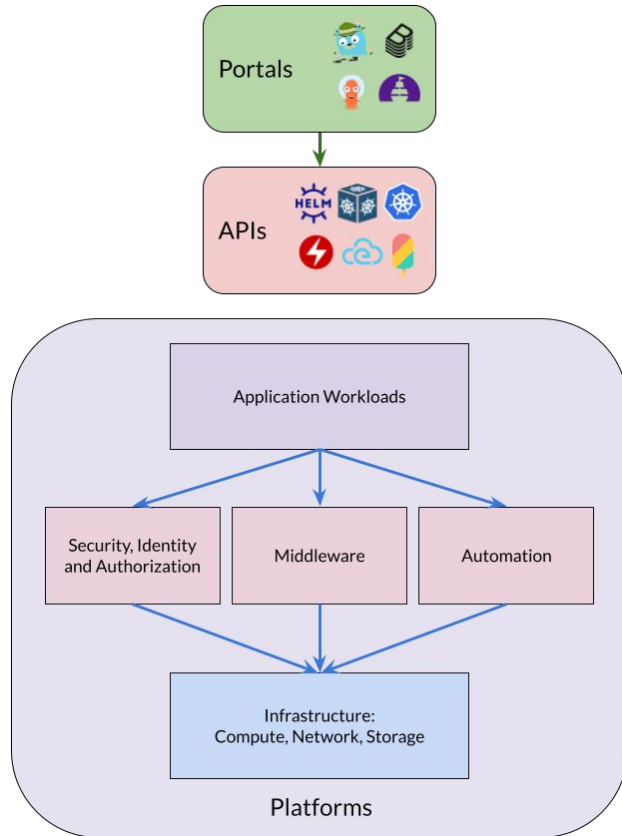 Portals
HELM
APIs
Application Workloads
Security, Identity
and Authorization
Middleware
Automation
Infrastructure:
Compute, Network, Storage
Platforms